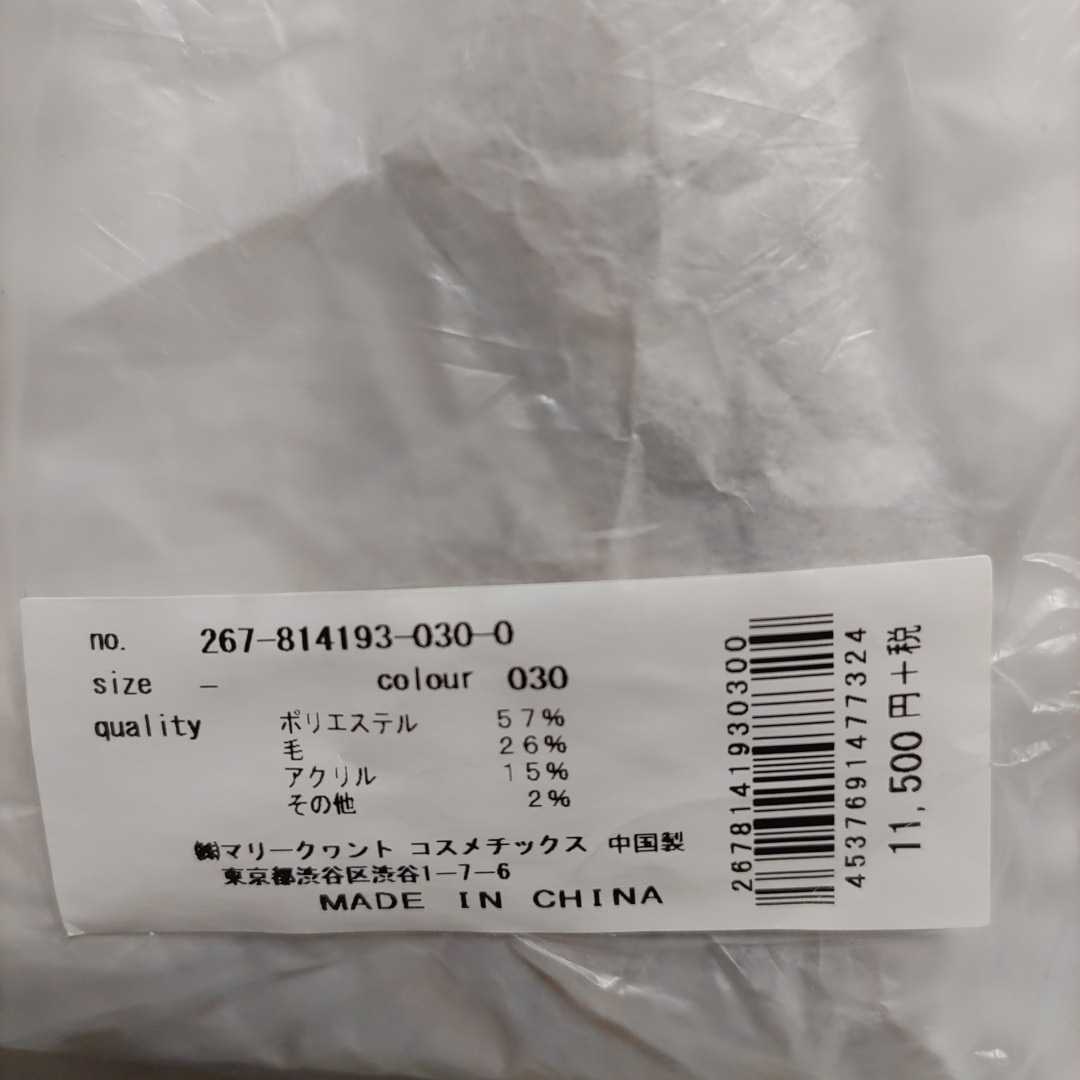 no. 267-814193-030-0
size - colour 030
quality ポリエステル 57%
毛 26%
アクリル 15%
その他 2%
㈱マリークヮント コスメチックス 中国製
東京都渋谷区渋谷1-7-6
MADE IN CHINA
2678141930300
4537691477324
11,500円+税